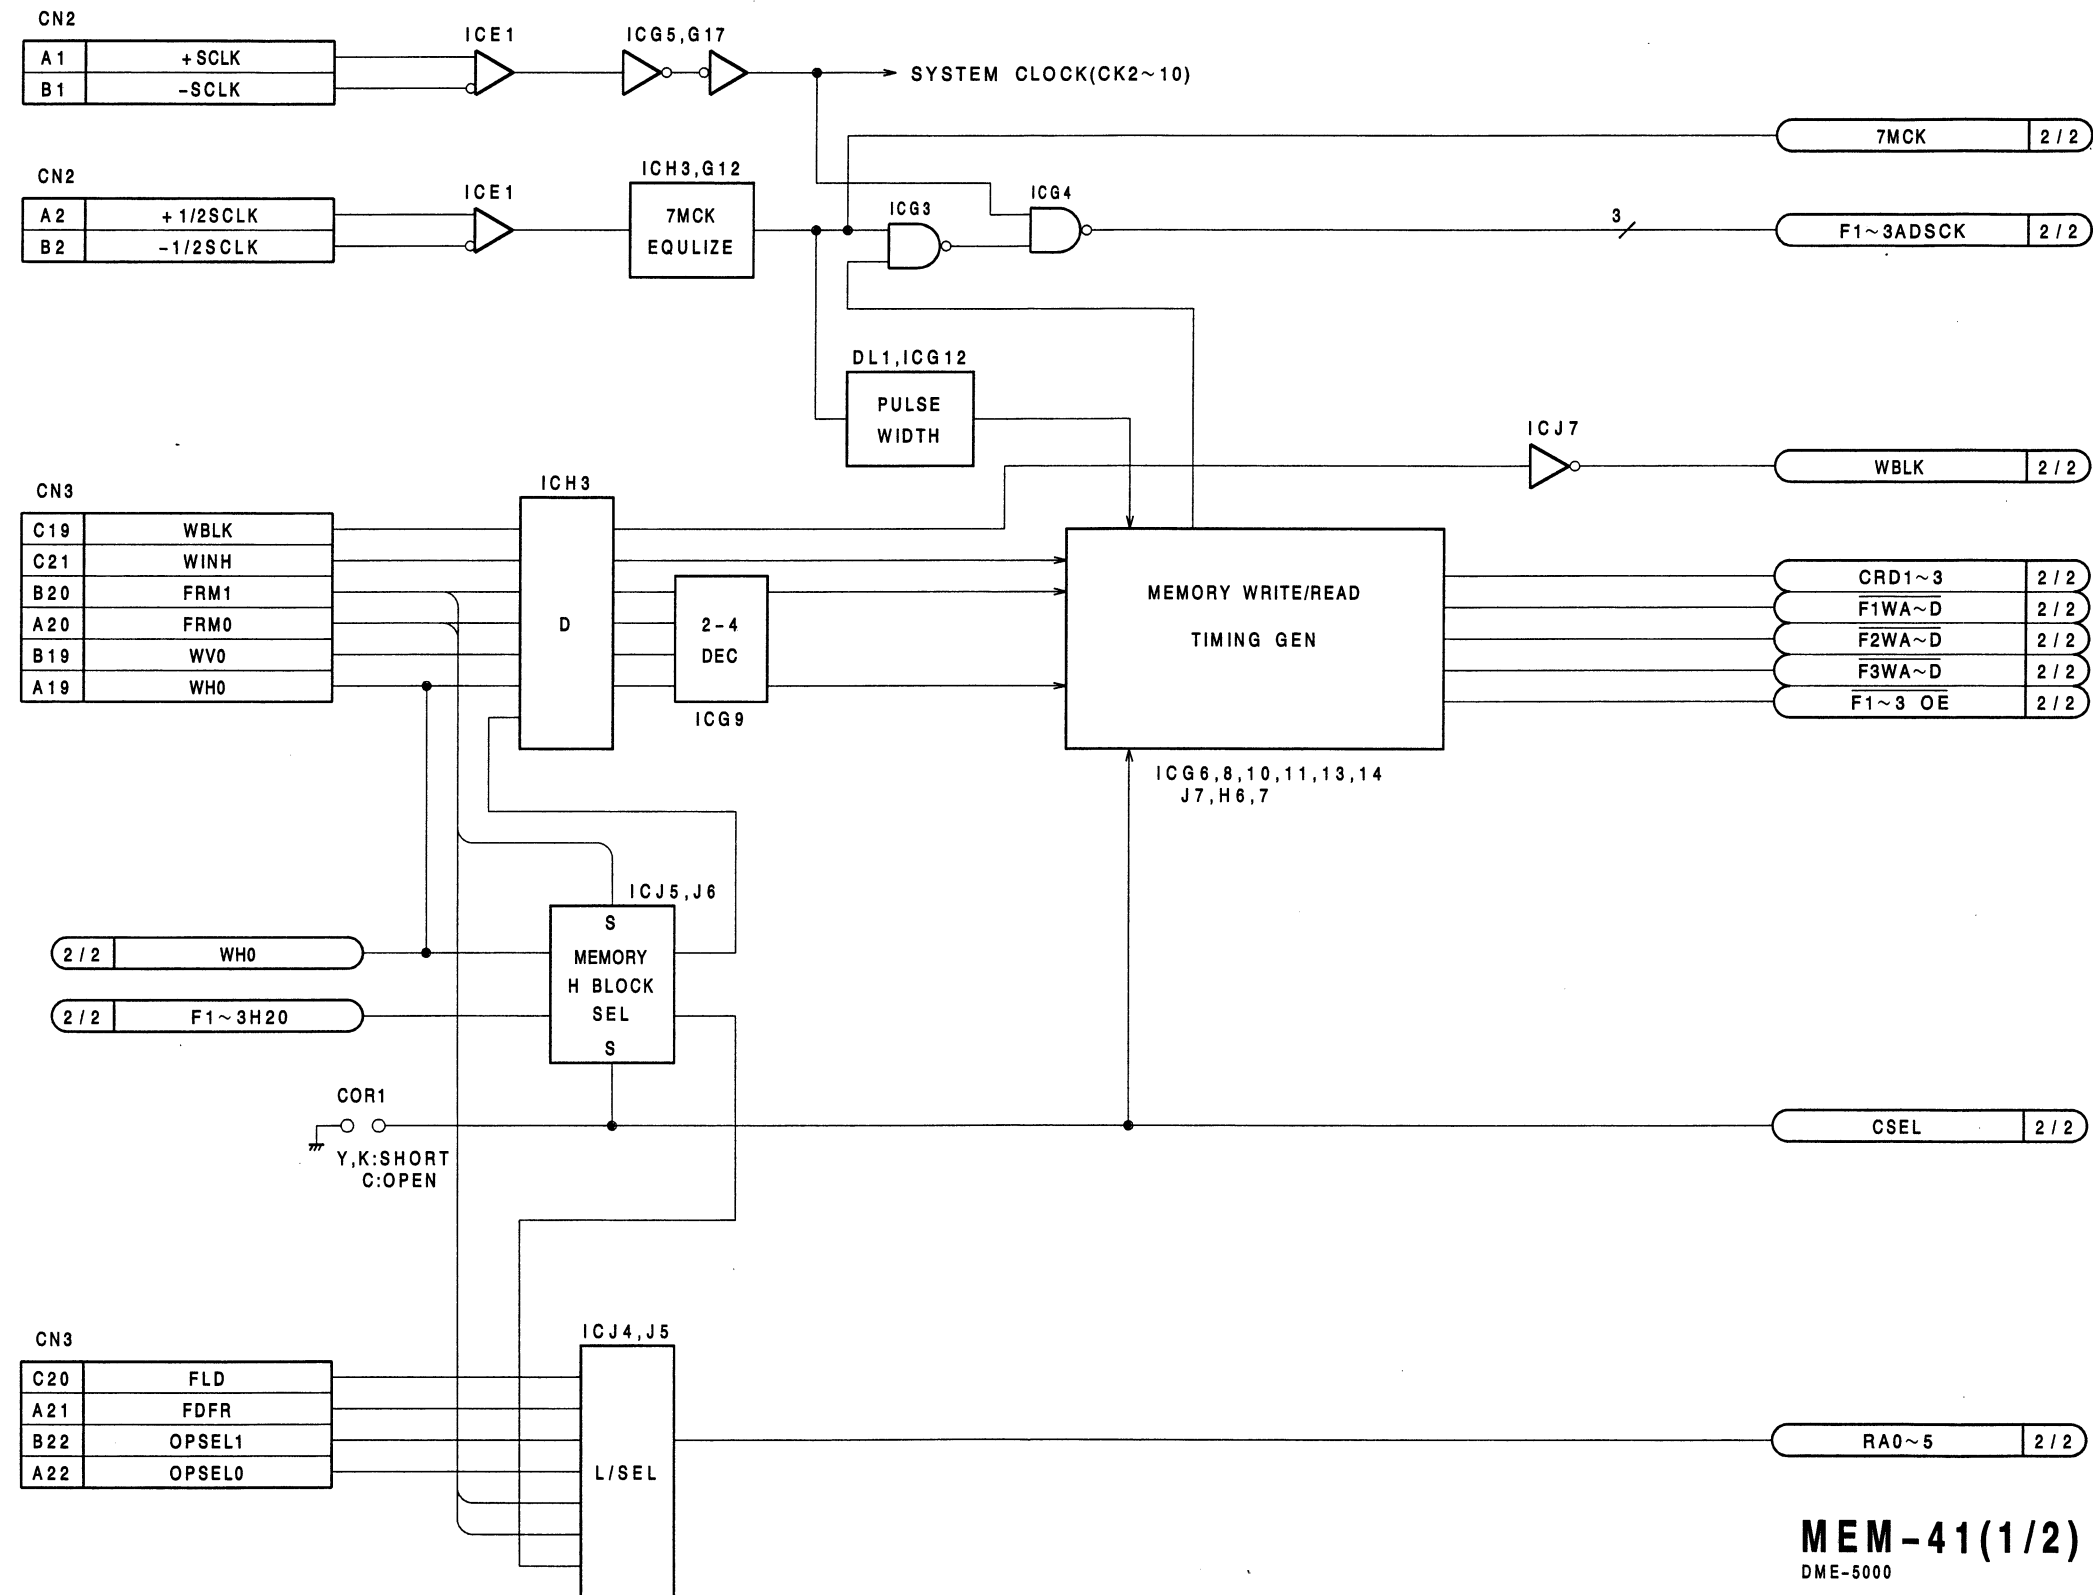 CN2
A1 +SCLK
B1 -SCLK
ICE1
ICG5,G17
SYSTEM CLOCK(CK2~10)
7MCK 2/2
CN2
A2 +1/2SCLK
B2 -1/2SCLK
ICE1
ICH3,G12
7MCK
EQULIZE
ICG3
ICG4
3
F1~3ADSCK 2/2
DL1,ICG12
PULSE
WIDTH
ICJ7
WBLK 2/2
CN3
C19 WBLK
C21 WINH
B20 FRM1
A20 FRM0
B19 WV0
A19 WH0
ICH3
D
2-4
DEC
ICG9
MEMORY WRITE/READ
TIMING GEN
ICG6,8,10,11,13,14
J7,H6,7
CRD1~3 2/2
F1WA~D 2/2
F2WA~D 2/2
F3WA~D 2/2
F1~3 OE 2/2
ICJ5,J6
S
MEMORY
H BLOCK
SEL
S
2/2 WH0
2/2 F1~3H20
COR1
Y,K:SHORT
C:OPEN
CSEL 2/2
CN3
C20 FLD
A21 FDFR
B22 OPSEL1
A22 OPSEL0
ICJ4,J5
L/SEL
RA0~5 2/2
MEM-41(1/2)
DME-5000